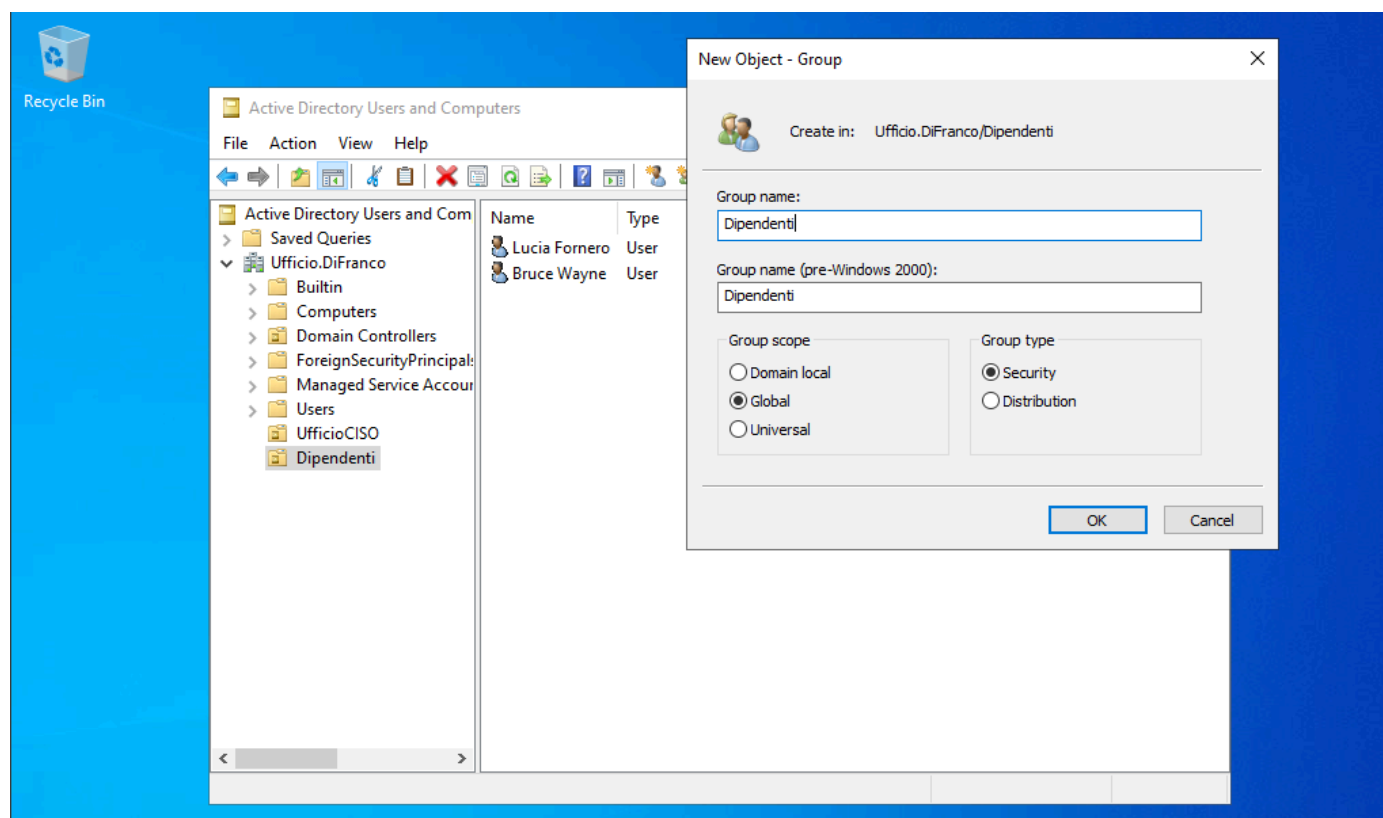 Recycle Bin
Active Directory Users and Computers
File Action View Help
Active Directory Users and Com
Saved Queries
Ufficio.DiFranco
Builtin
Computers
Domain Controllers
ForeignSecurityPrincipals
Managed Service Accour
Users
UfficioCISO
Dipendenti
Name Type
Lucia Fornero User
Bruce Wayne User
New Object - Group
Create in: Ufficio.DiFranco/Dipendenti
Group name:
Dipendenti
Group name (pre-Windows 2000):
Dipendenti
Group scope
Domain local
Global
Universal
Group type
Security
Distribution
OK Cancel